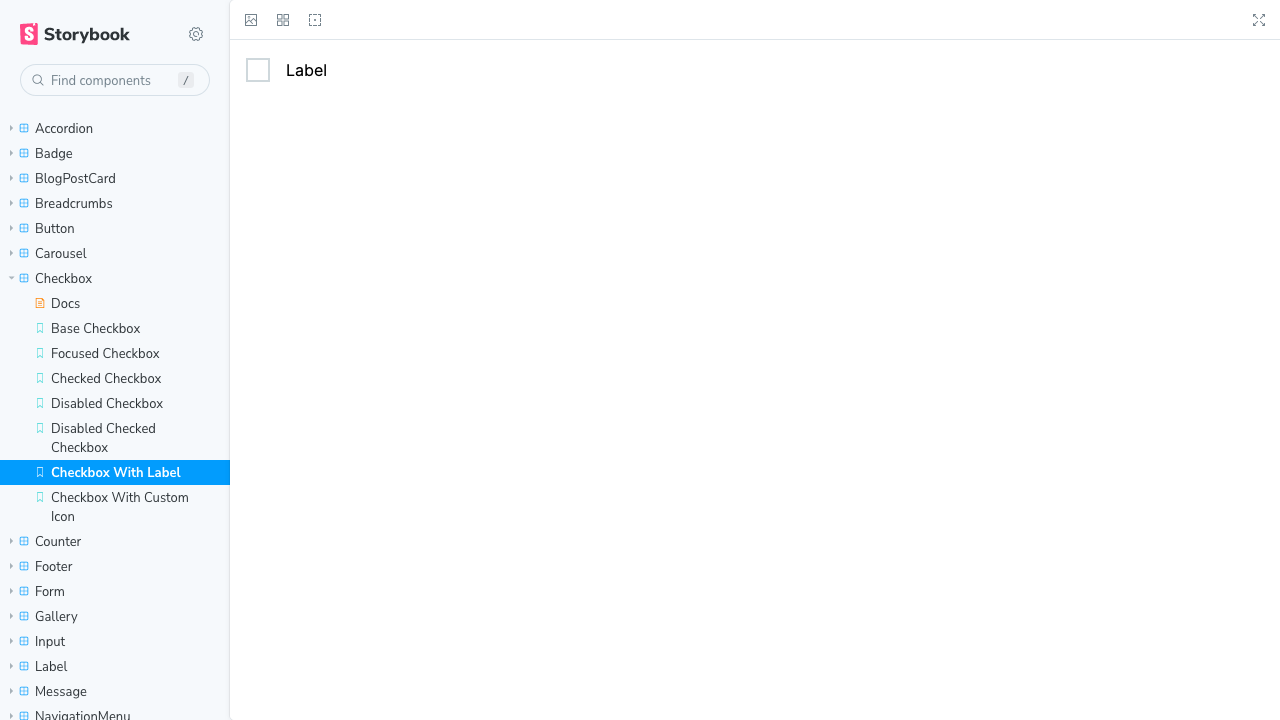 Storybook
Find components
/
Accordion
Badge
BlogPostCard
Breadcrumbs
Button
Carousel
Checkbox
Docs
Base Checkbox
Focused Checkbox
Checked Checkbox
Disabled Checkbox
Disabled Checked
Checkbox
Checkbox With Label
Checkbox With Custom
Icon
Counter
Footer
Form
Gallery
Input
Label
Message
NavigationMenu
Label